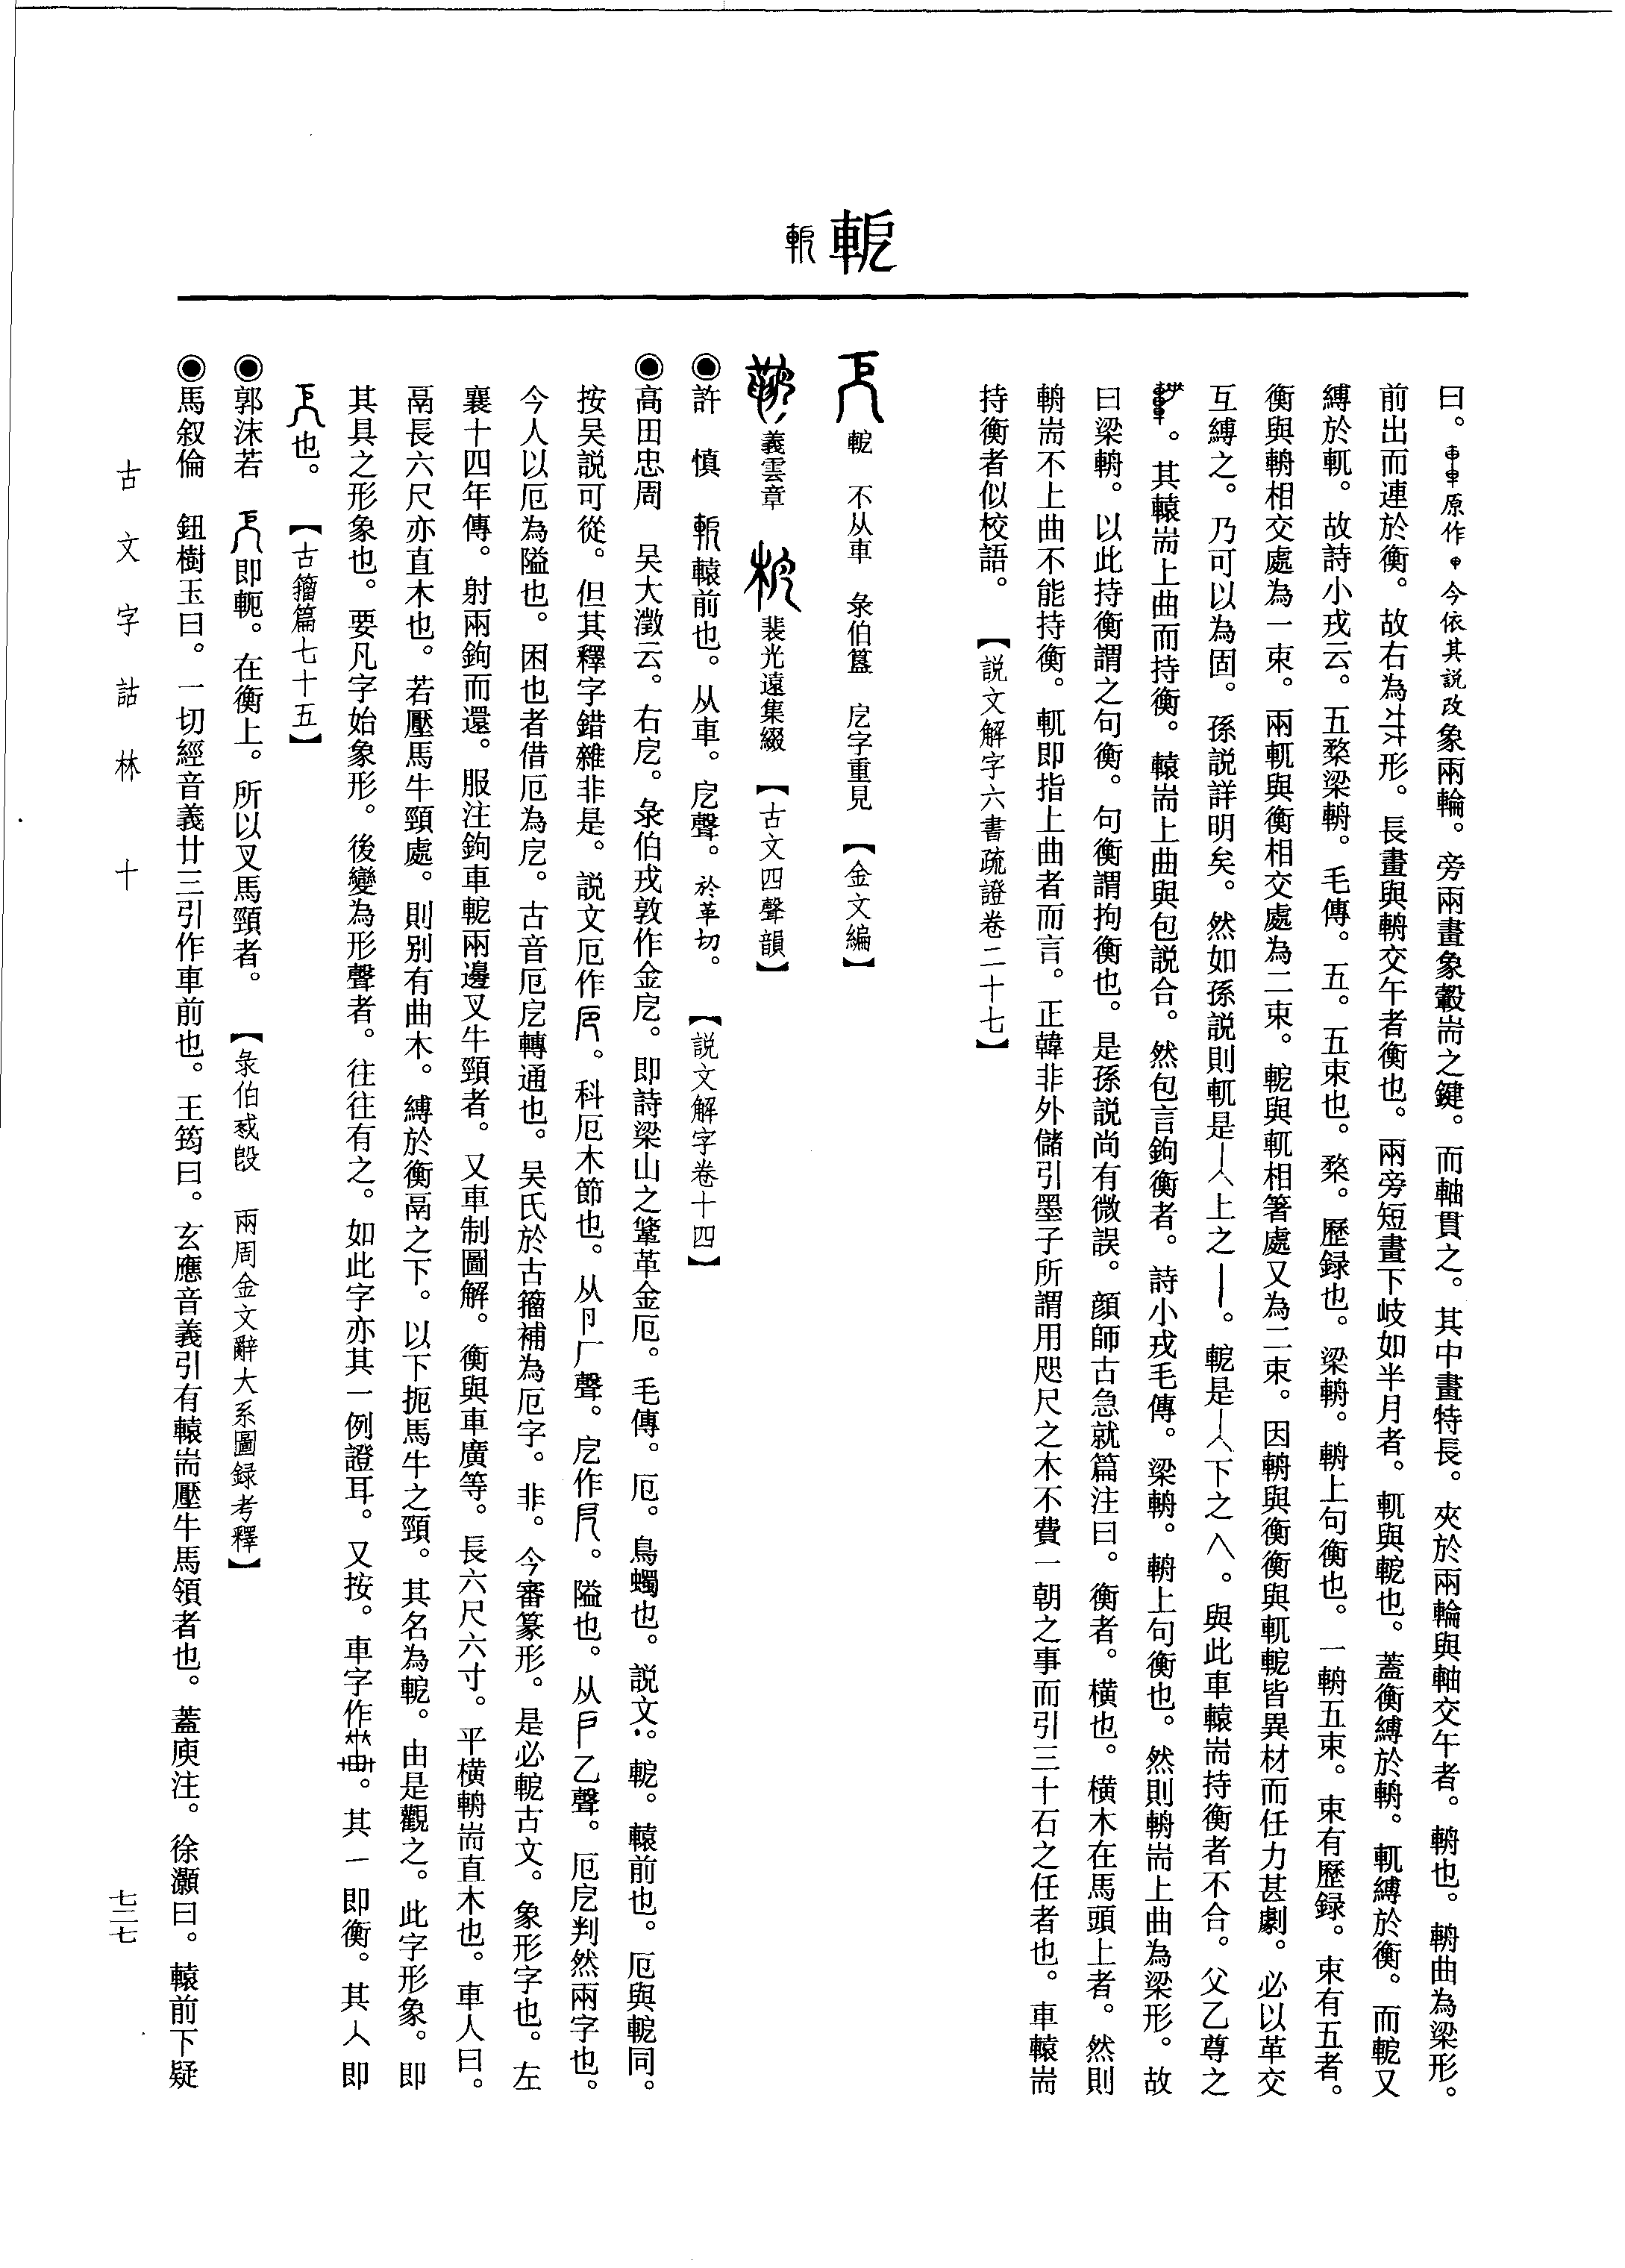 軶
曰。原作今依其説改象兩輪。旁兩畫象轂耑之鍵。而軸貫之。其中畫特長。夾於兩輪與軸交午者。輈也。輈曲為梁形。
前出而連於衡。故右為形。長畫與輈交午者衡也。兩旁短畫下歧如半月者。軏與軶也。蓋衡縛於輈。軏縛於衡。而軶又
縛於軏。故詩小戎云。五楘梁輈。毛傳。五。五束也。楘。歷録也。梁輈。輈上句衡也。一輈五束。束有歷録。束有五者。
衡與輈相交處為一束。兩軏與衡相交處為二束。軶與軏相箸處又為二束。因輈與衡衡與軏軶皆異材而任力甚劇。必以革交
互縛之。乃可以為固。孫説詳明矣。然如孫説則軏是上之。軶是下之。與此車轅耑持衡者不合。父乙尊之
。其轅耑上曲而持衡。轅耑上曲與包説合。然包言鉤衡者。詩小戎毛傳。梁輈。輈上句衡也。然則輈耑上曲為梁形。故
曰梁輈。以此持衡謂之句衡。句衡謂拘衡也。是孫説尚有微誤。顔師古急就篇注曰。衡者。橫也。橫木在馬頭上者。然則
輈耑不上曲不能持衡。軏即指上曲者而言。正韓非外儲引墨子所謂用咫尺之木不費一朝之事而引三十石之任者也。車轅耑
持衡者似校語。【説文解字六書疏證卷二十七】
軶 不从車 彔伯簋 戹字重見【金文編】
義雲章 裴光遠集綴【古文四聲韻】
◉許 慎 轅前也。从車。戹聲。於革切。【説文解字卷十四】
◉高田忠周 吴大澂云。右戹。彔伯戎敦作金戹。即詩梁山之鞗革金厄。毛傳。厄。鳥蠋也。説文。軶。轅前也。厄與軶同。
按吴説可從。但其釋字錯雜非是。説文厄作。科厄木節也。从卪厂聲。戹作。隘也。从戶乙聲。厄戹判然兩字也。
今人以厄為隘也。困也者借厄為戹。古音厄戹轉通也。吴氏於古籀補為厄字。非。今審篆形。是必軶古文。象形字也。左
襄十四年傳。射兩鉤而還。服注鉤車軶兩邊叉牛頸者。又車制圖解。衡與車廣等。長六尺六寸。平橫輈耑直木也。車人曰。
鬲長六尺亦直木也。若壓馬牛頸處。則別有曲木。縛於衡鬲之下。以下扼馬牛之頸。其名為軶。由是觀之。此字形象。即
其具之形象也。要凡字始象形。後變為形聲者。往往有之。如此字亦其一例證耳。又按。車字作。其一即衡。其即
也。【古籀篇七十五】
◉郭沫若 即軛。在衡上。所以叉馬頸者。【彔伯𢦚𣪘 兩周金文辭大系圖録考釋】
◉馬叙倫 鈕樹玉曰。一切經音義廿三引作車前也。王筠曰。玄應音義引有轅耑壓牛馬領者也。蓋庾注。徐灝曰。轅前下疑
古文字詁林 十
七二七